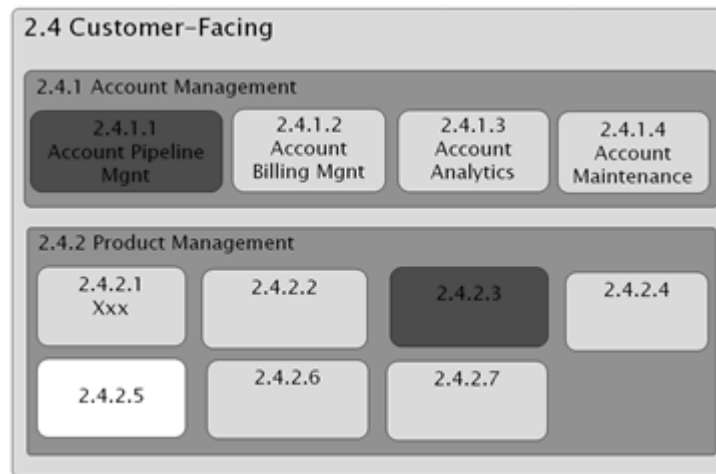 2.4 Customer-Facing
2.4.1 Account Management
2.4.1.1
Account Pipeline
Mgnt
2.4.1.2
Account
Billing Mgnt
2.4.1.3
Account
Analytics
2.4.1.4
Account
Maintenance
2.4.2 Product Management
2.4.2.1
Xxx
2.4.2.2
2.4.2.3
2.4.2.4
2.4.2.5
2.4.2.6
2.4.2.7